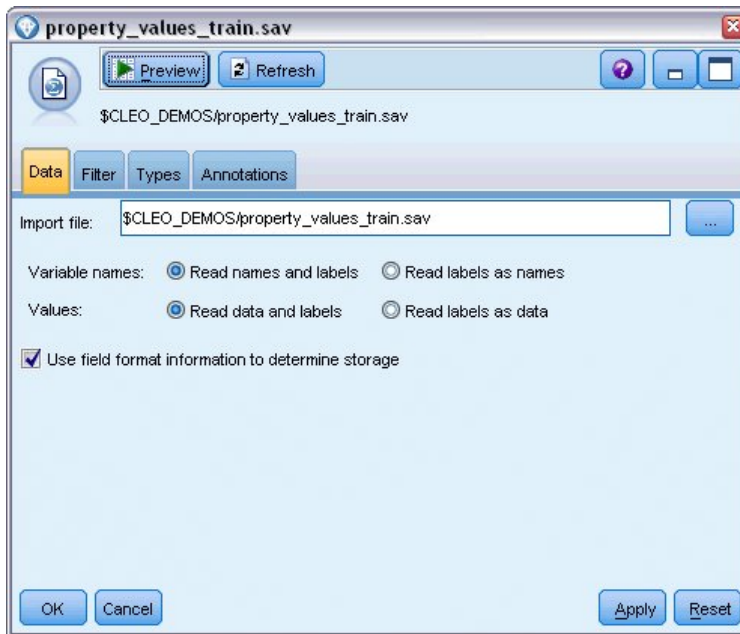 property_values_train.sav
Preview Refresh
$CLEO_DEMOS/property_values_train.sav
Data Filter Types Annotations
Import file: $CLEO_DEMOS/property_values_train.sav ...
Variable names: Read names and labels Read labels as names
Values: Read data and labels Read labels as data
Use field format information to determine storage
OK Cancel Apply Reset